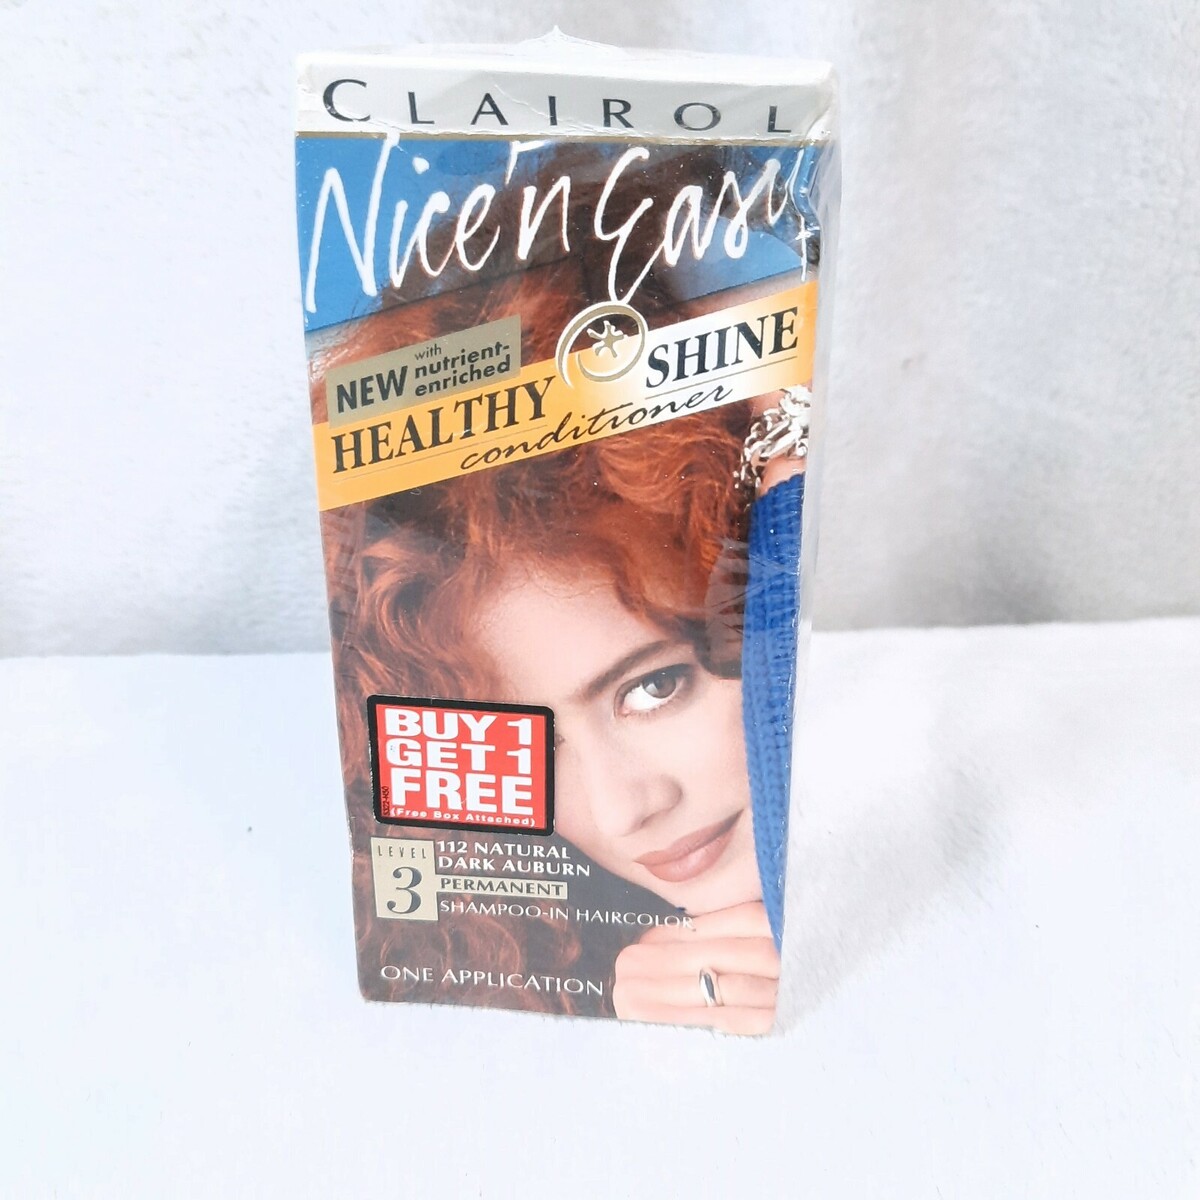 CLAIROL
Nice'n Easy
NEW with nutrient-enriched
HEALTHY SHINE
conditioner
BUY 1
GET 1
FREE
(Free Box Attached)
LEVEL
3
112 NATURAL
DARK AUBURN
PERMANENT
SHAMPOO-IN HAIRCOLOR
ONE APPLICATION